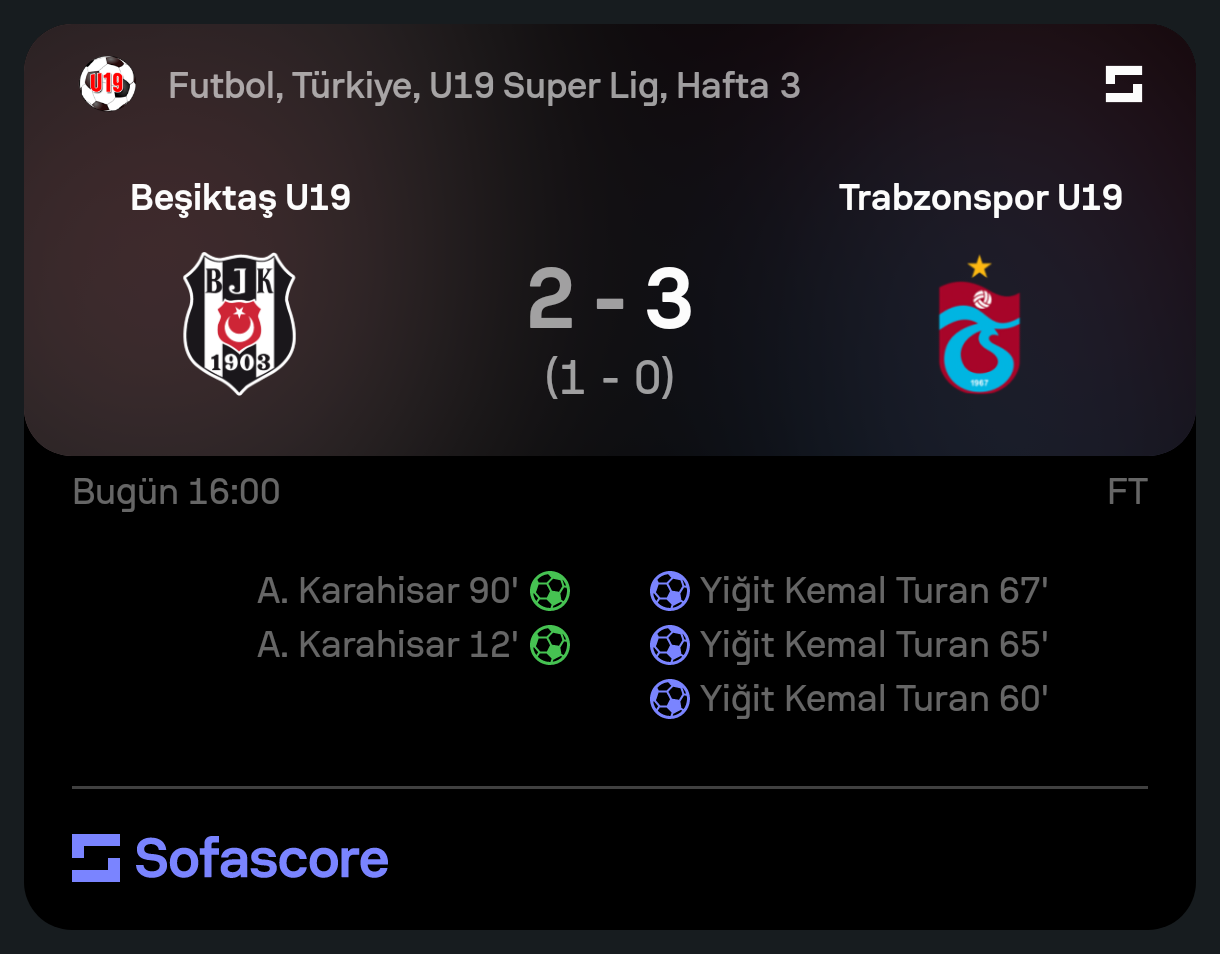 U19
Futbol, Türkiye, U19 Super Lig, Hafta 3
Beşiktaş U19
Trabzonspor U19
BJK
1903
2 - 3
(1 - 0)
1967
Bugün 16:00
FT
A. Karahisar 90'
Yiğit Kemal Turan 67'
A. Karahisar 12'
Yiğit Kemal Turan 65'
Yiğit Kemal Turan 60'
Sofascore